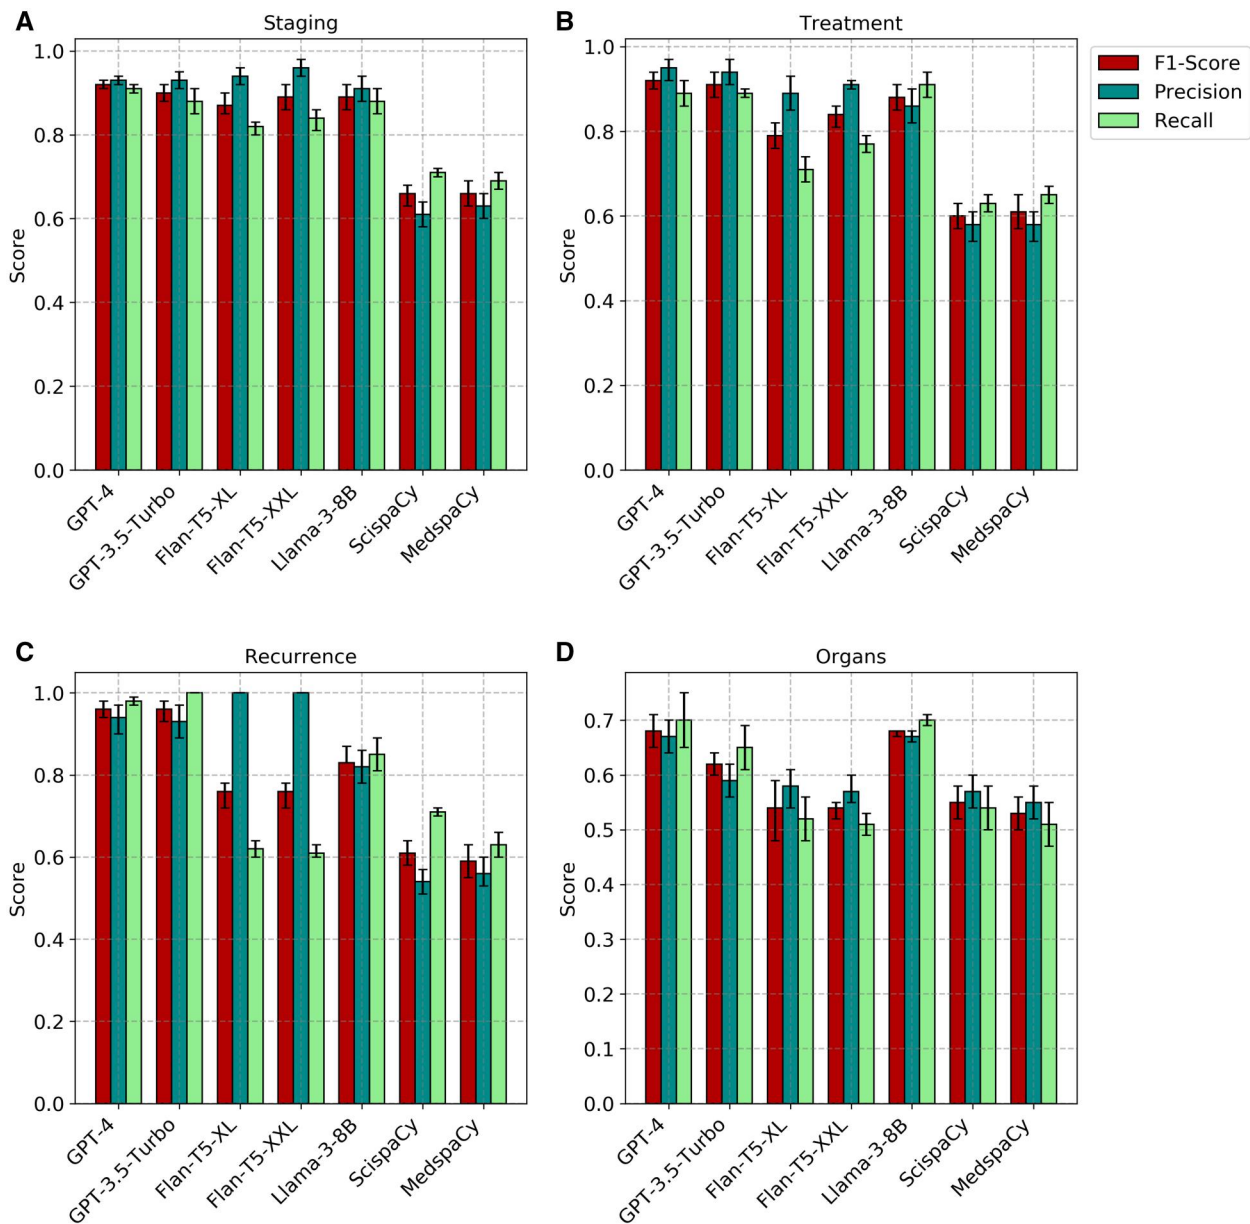 A
Staging
Score
1.0
0.8
0.6
0.4
0.2
0.0
GPT-4
GPT-3.5-Turbo
Flan-T5-XL
Flan-T5-XXL
Llama-3-8B
ScispaCy
MedspaCy
B
Treatment
Score
1.0
0.8
0.6
0.4
0.2
0.0
GPT-4
GPT-3.5-Turbo
Flan-T5-XL
Flan-T5-XXL
Llama-3-8B
ScispaCy
MedspaCy
F1-Score
Precision
Recall
C
Recurrence
Score
1.0
0.8
0.6
0.4
0.2
0.0
GPT-4
GPT-3.5-Turbo
Flan-T5-XL
Flan-T5-XXL
Llama-3-8B
ScispaCy
MedspaCy
D
Organs
Score
0.7
0.6
0.5
0.4
0.3
0.2
0.1
0.0
GPT-4
GPT-3.5-Turbo
Flan-T5-XL
Flan-T5-XXL
Llama-3-8B
ScispaCy
MedspaCy